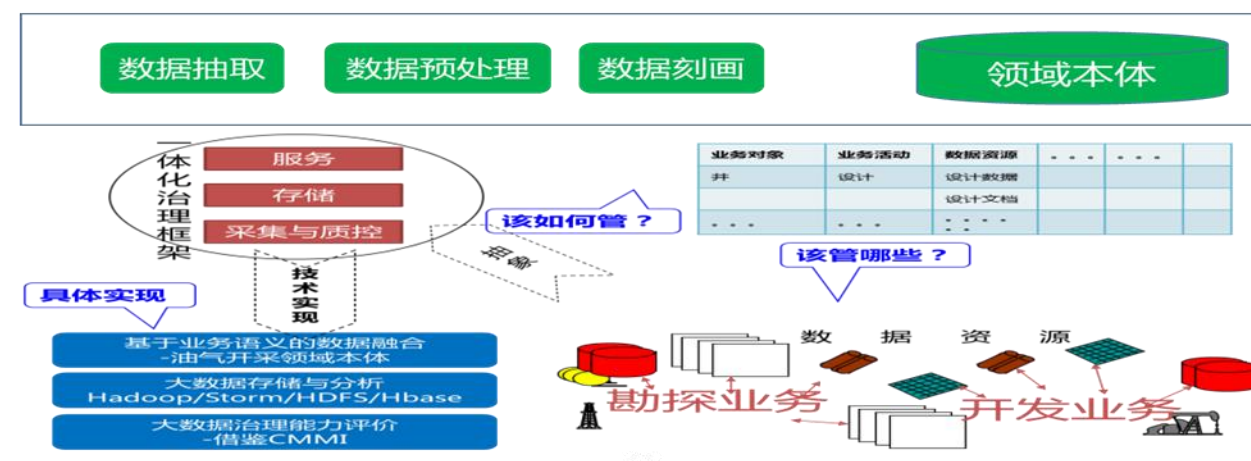 数据抽取
数据预处理
数据刻画
领域本体
一体化治理框架
服务
存储
采集与质控
该如何管？
抽象
技术实现
具体实现
基于业务语义的数据融合
-油气开采领域本体
大数据存储与分析
Hadoop/Storm/HDFS/Hbase
大数据治理能力评价
-借鉴CMMI
业务对象 业务活动 数据资源 。。。 。。。
井 设计 设计数据
设计文档
。。。 。。。 。。。。
。。
该管哪些？
数据资源
勘探业务
开发业务